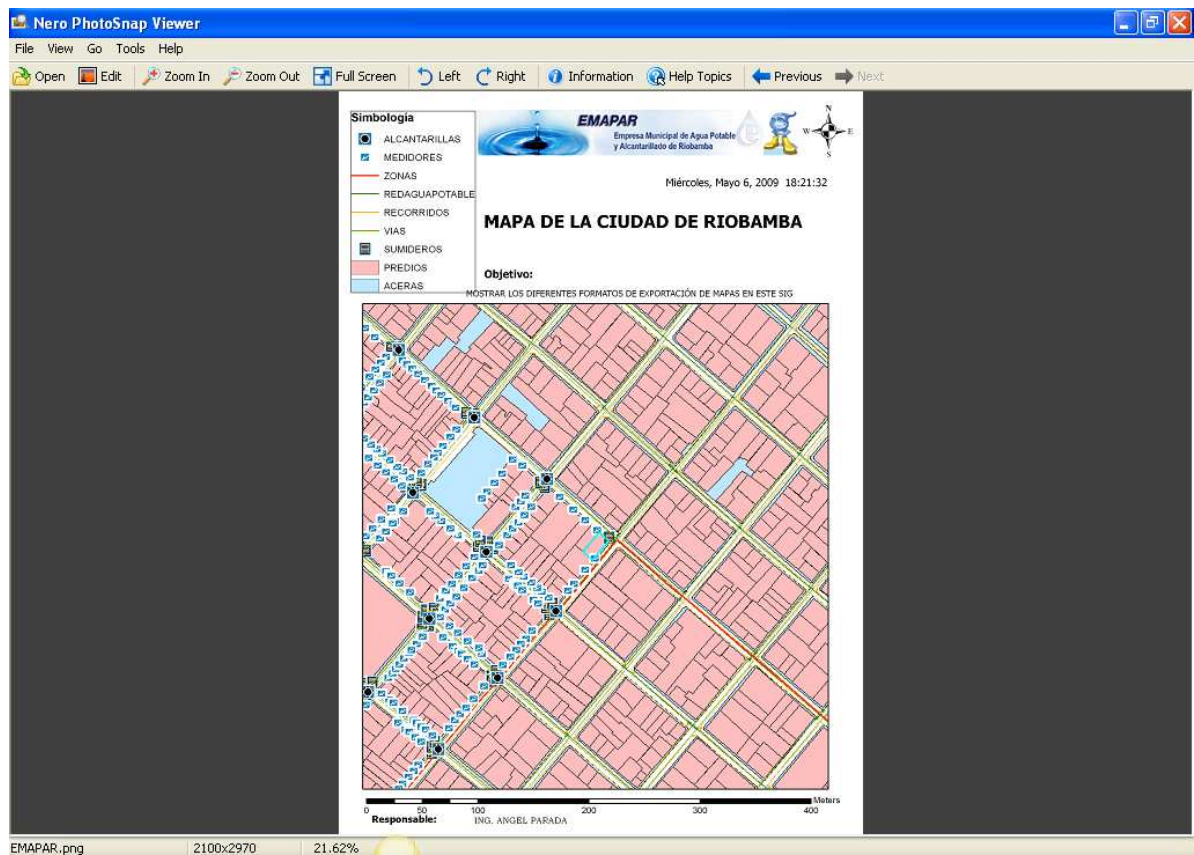 Nero PhotoSnap Viewer
File View Go Tools Help
Open Edit Zoom In Zoom Out Full Screen Left Right Information Help Topics Previous Next
Simbología
ALCANTARILLAS
MEDIDORES
ZONAS
REDAGUAPOTABLE
RECORRIDOS
VIAS
SUMIDEROS
PREDIOS
ACERAS
EMAPAR
Empresa Municipal de Agua Potable
y Alcantarillado de Riobamba
N
W E
S
Miércoles, Mayo 6, 2009 18:21:32
MAPA DE LA CIUDAD DE RIOBAMBA
Objetivo:
MOSTRAR LOS DIFERENTES FORMATOS DE EXPORTACIÓN DE MAPAS EN ESTE SIG
Meters
0 50 100 200 300 400
Responsable: ING. ANGEL PARADA
EMAPAR.png 2100x2970 21.62%